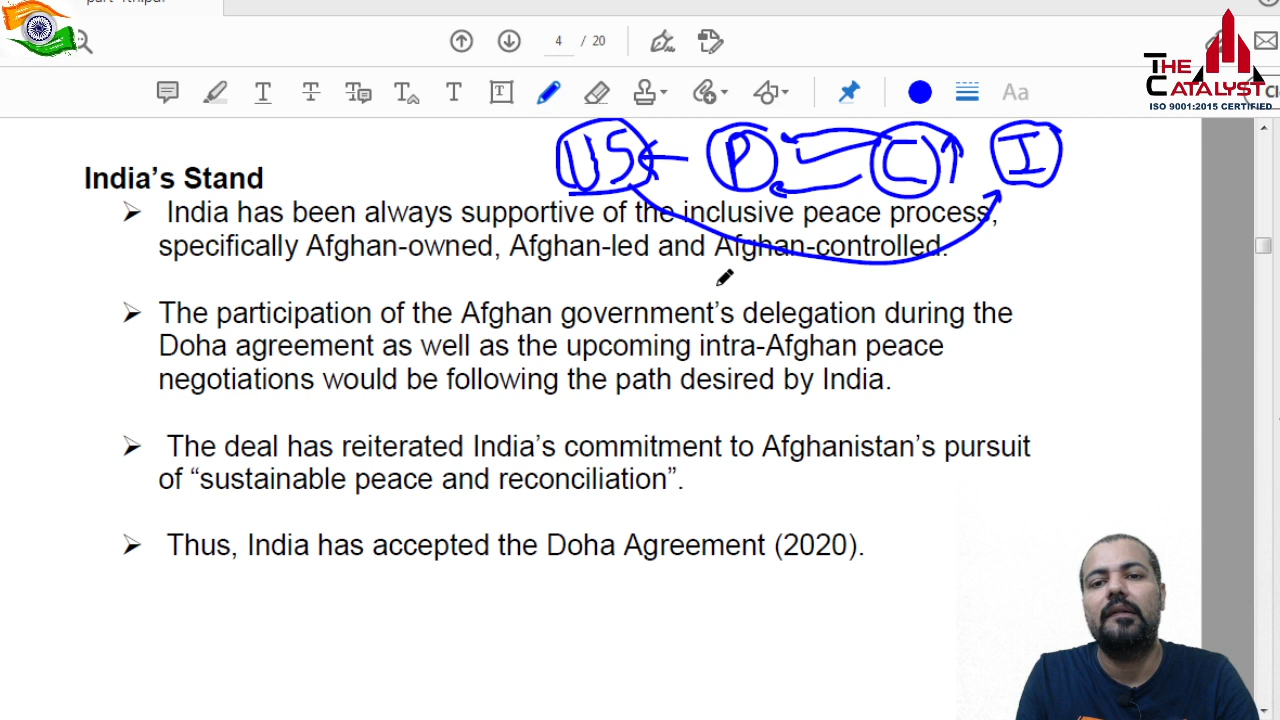 4 / 20
THE
CATALYST
ISO 9001:2015 CERTIFIED
T T T T T T
Aa
US P C I
India’s Stand
➢ India has been always supportive of the inclusive peace process,
specifically Afghan-owned, Afghan-led and Afghan-controlled.
➢ The participation of the Afghan government’s delegation during the
Doha agreement as well as the upcoming intra-Afghan peace
negotiations would be following the path desired by India.
➢ The deal has reiterated India’s commitment to Afghanistan’s pursuit
of “sustainable peace and reconciliation”.
➢ Thus, India has accepted the Doha Agreement (2020).